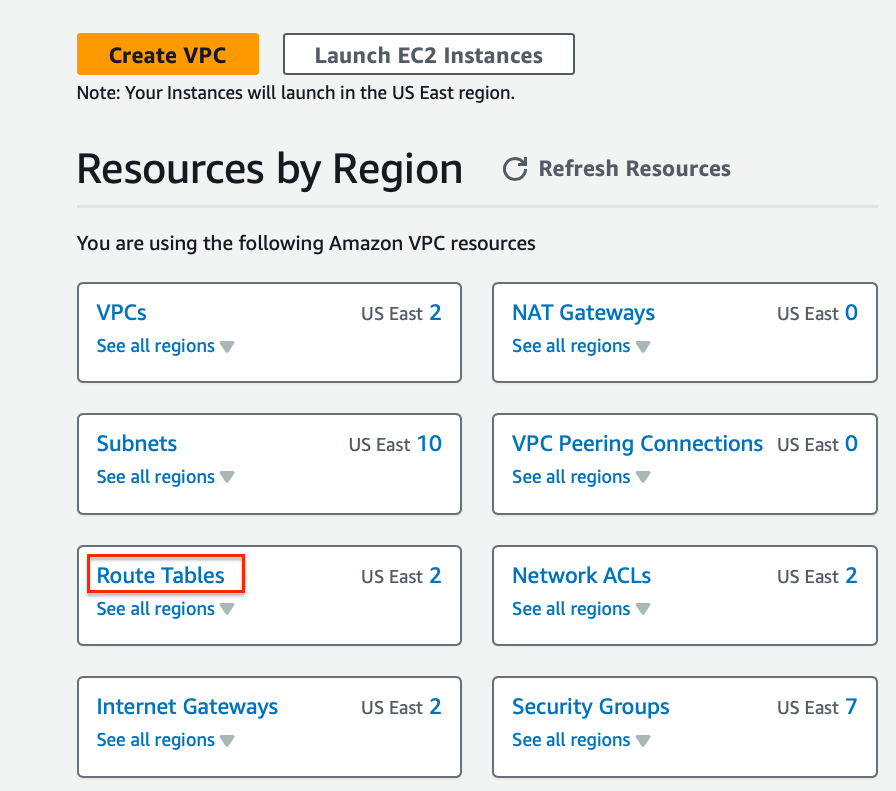 Create VPC
Launch EC2 Instances
Note: Your Instances will launch in the US East region.
Resources by Region
Refresh Resources
You are using the following Amazon VPC resources
VPCs
US East 2
See all regions
NAT Gateways
US East 0
See all regions
Subnets
US East 10
See all regions
VPC Peering Connections
US East 0
See all regions
Route Tables
US East 2
See all regions
Network ACLs
US East 2
See all regions
Internet Gateways
US East 2
See all regions
Security Groups
US East 7
See all regions